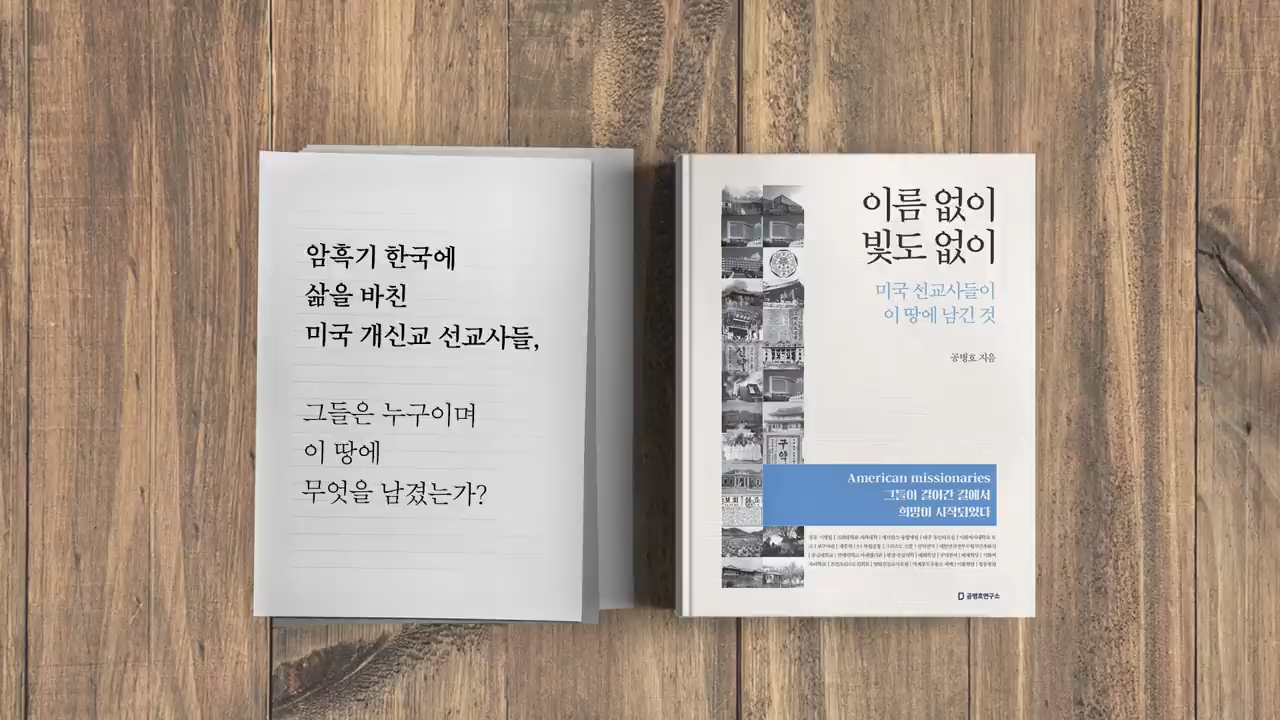 암흑기 한국에
삶을 바친
미국 개신교 선교사들,
그들은 누구이며
이 땅에
무엇을 남겼는가?
이름 없이
빛도 없이
미국 선교사들이
이 땅에 남긴 것
공병호 지음
구약
American missionaries
그들이 걸어간 길에서
희망이 시작되었다
공병호연구소